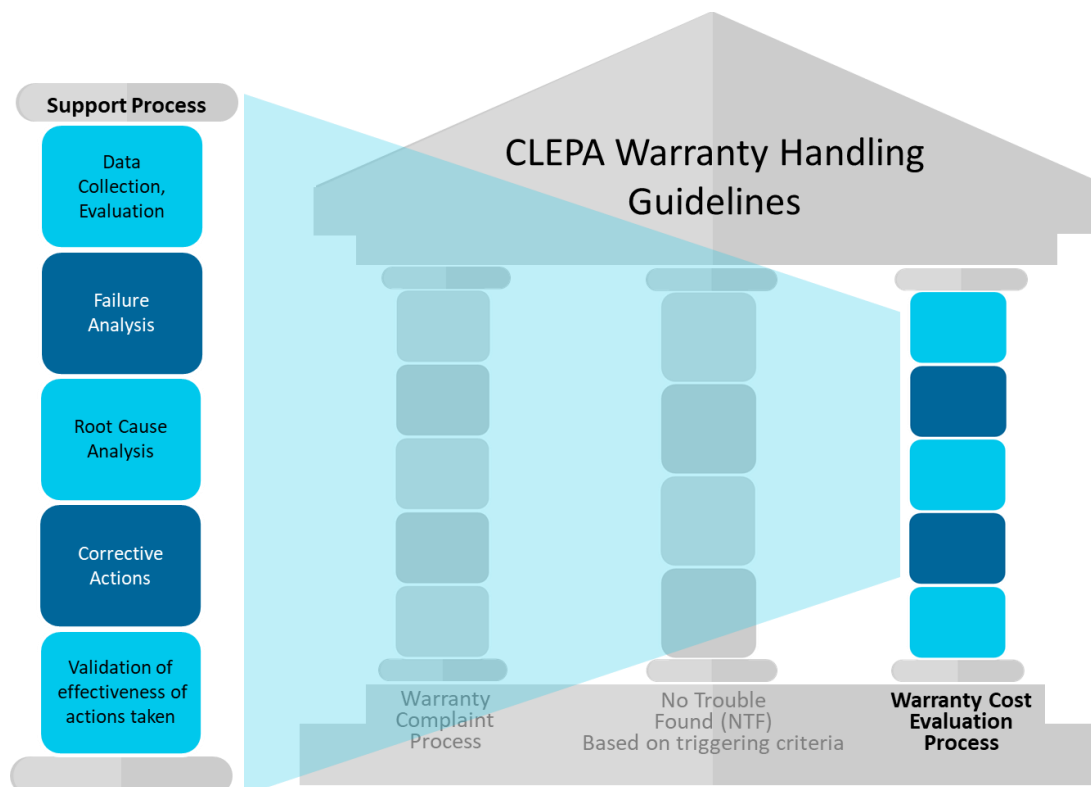 Support Process
Data
Collection,
Evaluation
Failure
Analysis
Root Cause
Analysis
Corrective
Actions
Validation of
effectiveness of
actions taken
CLEPA Warranty Handling
Guidelines
Warranty
Complaint
Process
No Trouble
Found (NTF)
Based on triggering criteria
Warranty Cost
Evaluation
Process